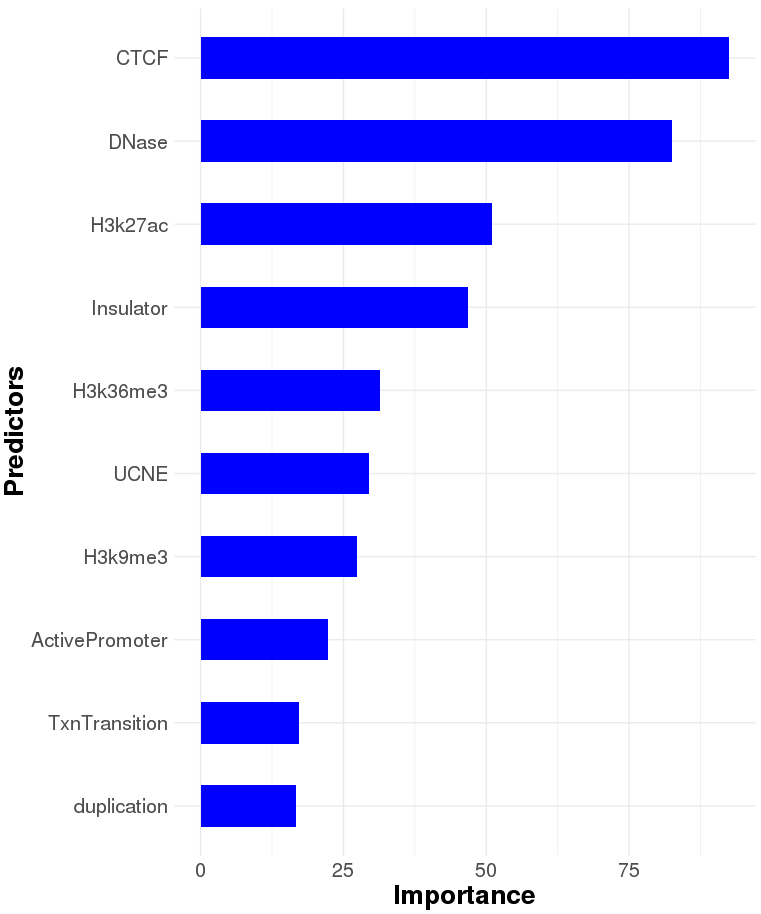 Predictors
CTCF
DNase
H3k27ac
Insulator
H3k36me3
UCNE
H3k9me3
ActivePromoter
TxnTransition
duplication
0 25 50 75
Importance